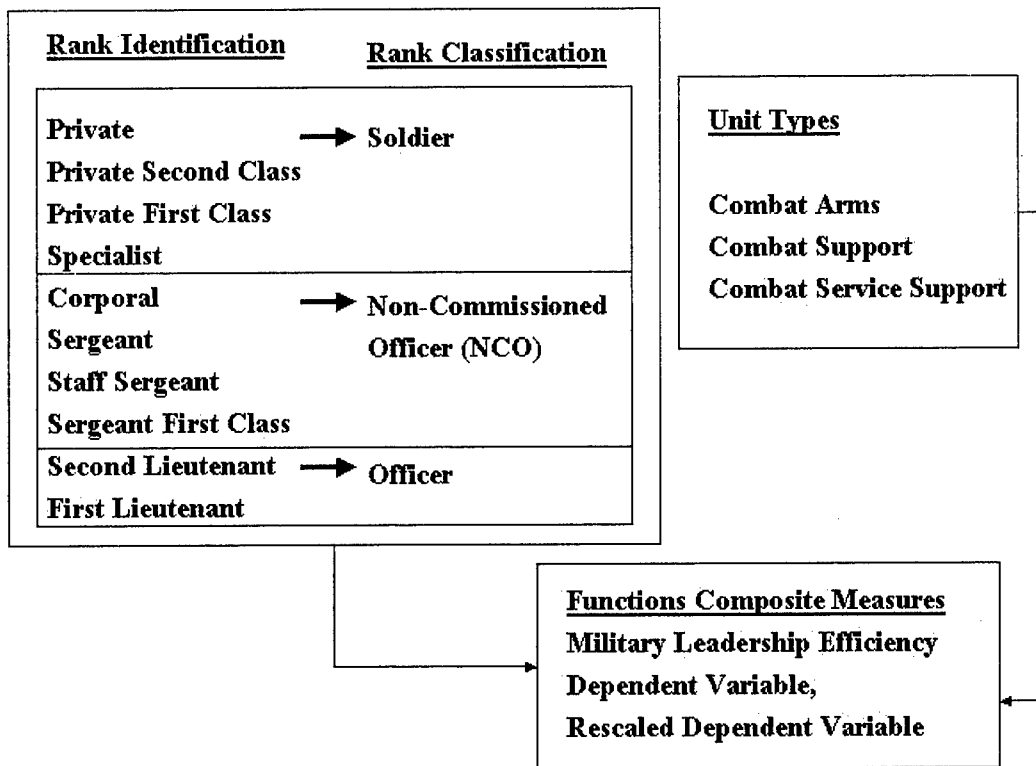 Rank Identification
Rank Classification
Private
Soldier
Private Second Class
Private First Class
Specialist
Corporal
Non-Commissioned
Sergeant
Officer (NCO)
Staff Sergeant
Sergeant First Class
Second Lieutenant
Officer
First Lieutenant
Unit Types
Combat Arms
Combat Support
Combat Service Support
Functions Composite Measures
Military Leadership Efficiency
Dependent Variable,
Rescaled Dependent Variable